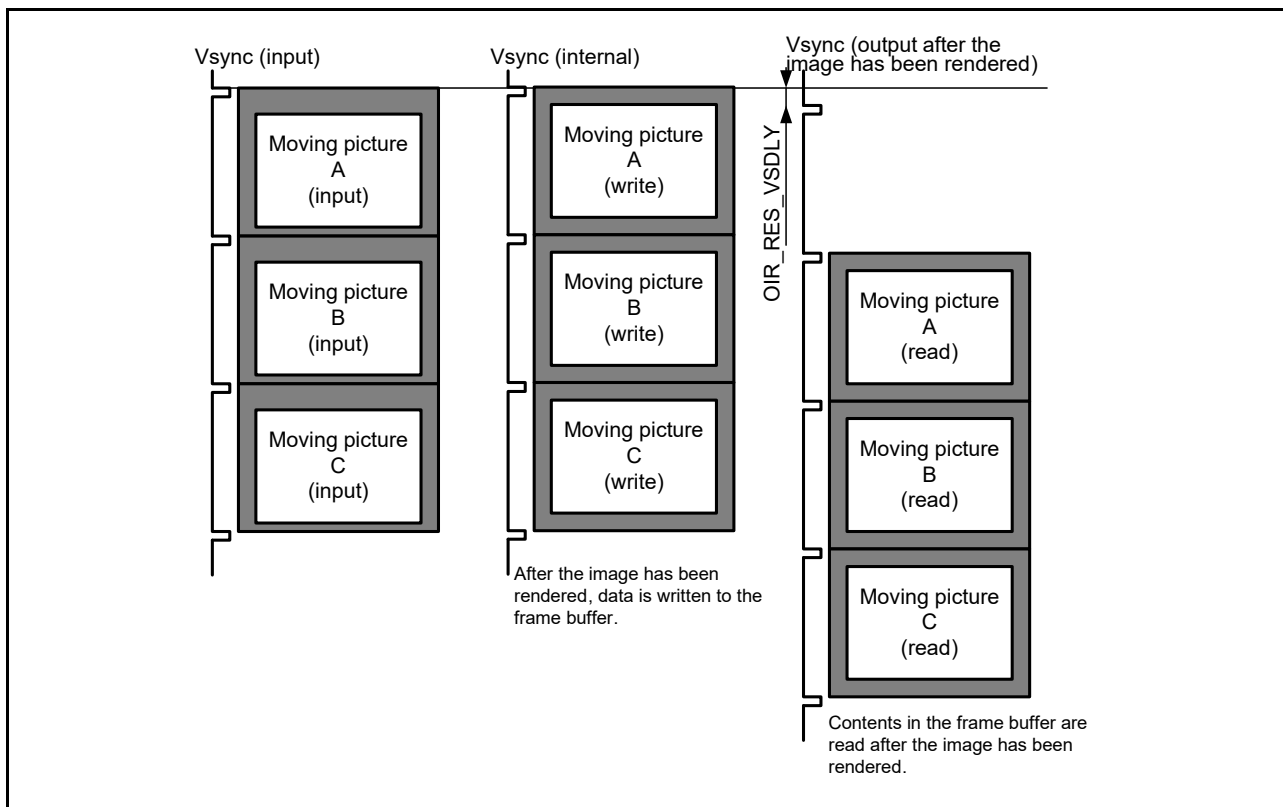 Vsync (input)
Moving picture
A
(input)
Moving picture
B
(input)
Moving picture
C
(input)
Vsync (internal)
Moving picture
A
(write)
Moving picture
B
(write)
Moving picture
C
(write)
After the image has been
rendered, data is written to the
frame buffer.
Vsync (output after the
image has been rendered)
OIR_RES_VSDLY
Moving picture
A
(read)
Moving picture
B
(read)
Moving picture
C
(read)
Contents in the frame buffer are
read after the image has been
rendered.